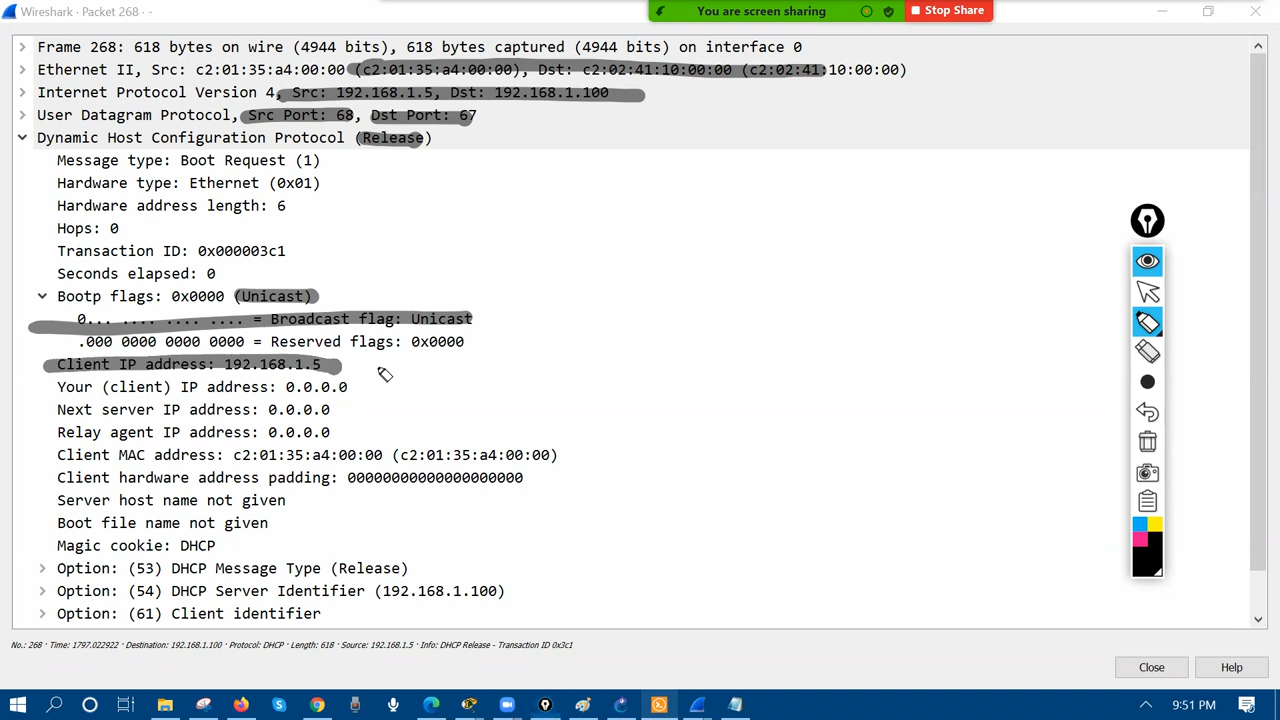 Wireshark - Packet 268 · -
You are screen sharing
Stop Share
Frame 268: 618 bytes on wire (4944 bits), 618 bytes captured (4944 bits) on interface 0
Ethernet II, Src: c2:01:35:a4:00:00 (c2:01:35:a4:00:00), Dst: c2:02:41:10:00:00 (c2:02:41:10:00:00)
Internet Protocol Version 4, Src: 192.168.1.5, Dst: 192.168.1.100
User Datagram Protocol, Src Port: 68, Dst Port: 67
Dynamic Host Configuration Protocol (Release)
Message type: Boot Request (1)
Hardware type: Ethernet (0x01)
Hardware address length: 6
Hops: 0
Transaction ID: 0x000003c1
Seconds elapsed: 0
Bootp flags: 0x0000 (Unicast)
0... .... .... .... = Broadcast flag: Unicast
.000 0000 0000 0000 = Reserved flags: 0x0000
Client IP address: 192.168.1.5
Your (client) IP address: 0.0.0.0
Next server IP address: 0.0.0.0
Relay agent IP address: 0.0.0.0
Client MAC address: c2:01:35:a4:00:00 (c2:01:35:a4:00:00)
Client hardware address padding: 00000000000000000000
Server host name not given
Boot file name not given
Magic cookie: DHCP
Option: (53) DHCP Message Type (Release)
Option: (54) DHCP Server Identifier (192.168.1.100)
Option: (61) Client identifier
No.: 268 · Time: 1797.022922 · Destination: 192.168.1.100 · Protocol: DHCP · Length: 618 · Source: 192.168.1.5 · Info: DHCP Release - Transaction ID 0x3c1
Close
Help
9:51 PM